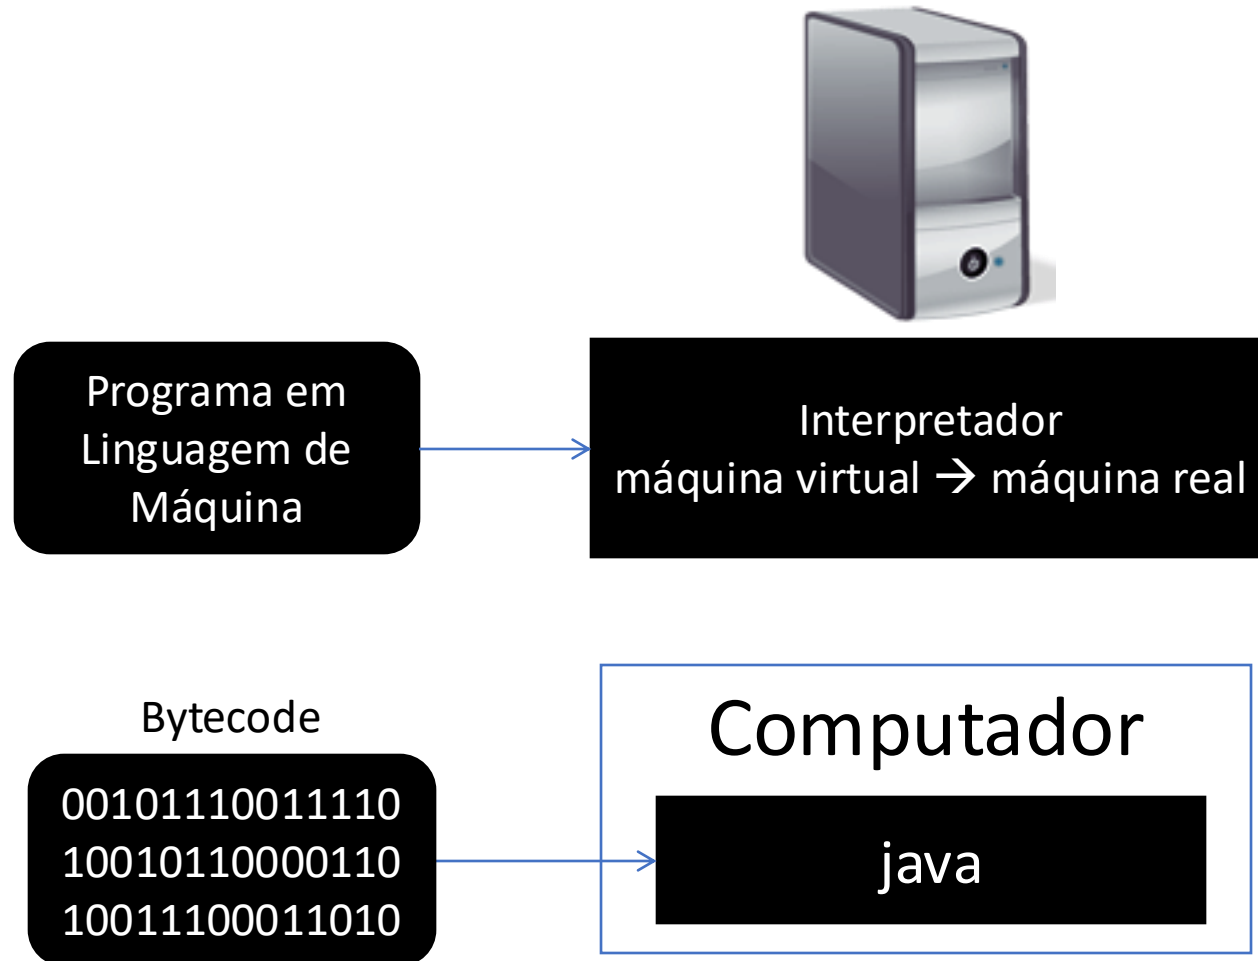 Programa em
Linguagem de
Máquina
Interpretador
máquina virtual → máquina real
Bytecode
00101110011110
10010110000110
10011100011010
Computador
java